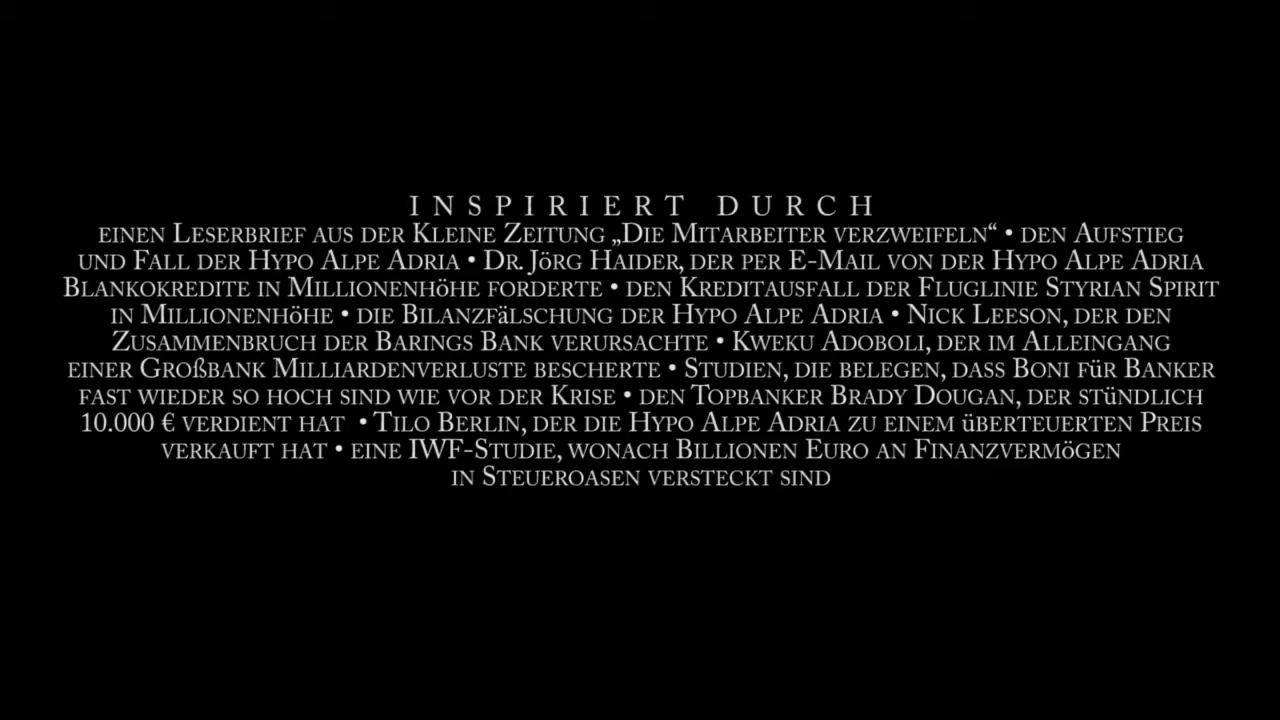 INSPIRIERT DURCH
EINEN LESERBRIEF AUS DER KLEINE ZEITUNG „DIE MITARBEITER VERZWEIFELN“ • DEN AUFSTIEG
UND FALL DER HYPO ALPE ADRIA • DR. JÖRG HAIDER, DER PER E-MAIL VON DER HYPO ALPE ADRIA
BLANKOKREDITE IN MILLIONENHÖHE FORDERTE • DEN KREDITAUSFALL DER FLUGLINIE STYRIAN SPIRIT
IN MILLIONENHÖHE • DIE BILANZFÄLSCHUNG DER HYPO ALPE ADRIA • NICK LEESON, DER DEN
ZUSAMMENBRUCH DER BARINGS BANK VERURSACHTE • KWEKU ADOBOLI, DER IM ALLEINGANG
EINER GROßBANK MILLIARDENVERLUSTE BESCHERTE • STUDIEN, DIE BELEGEN, DASS BONI FÜR BANKER
FAST WIEDER SO HOCH SIND WIE VOR DER KRISE • DEN TOPBANKER BRADY DOUGAN, DER STÜNDLICH
10.000 € VERDIENT HAT • TILO BERLIN, DER DIE HYPO ALPE ADRIA ZU EINEM ÜBERTEUERTEN PREIS
VERKAUFT HAT • EINE IWF-STUDIE, WONACH BILLIONEN EURO AN FINANZVERMÖGEN
IN STEUEROASEN VERSTECKT SIND